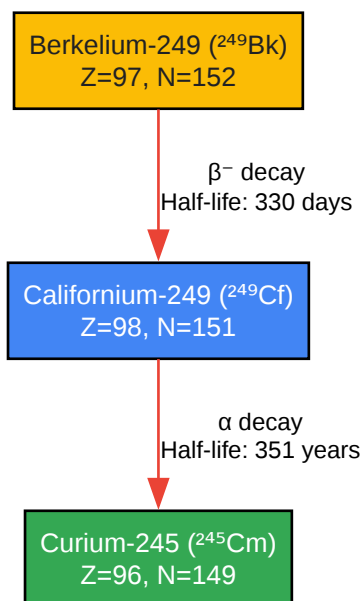 Berkelium-249 (²⁴⁹Bk)
Z=97, N=152
β⁻ decay
Half-life: 330 days
Californium-249 (²⁴⁹Cf)
Z=98, N=151
α decay
Half-life: 351 years
Curium-245 (²⁴⁵Cm)
Z=96, N=149